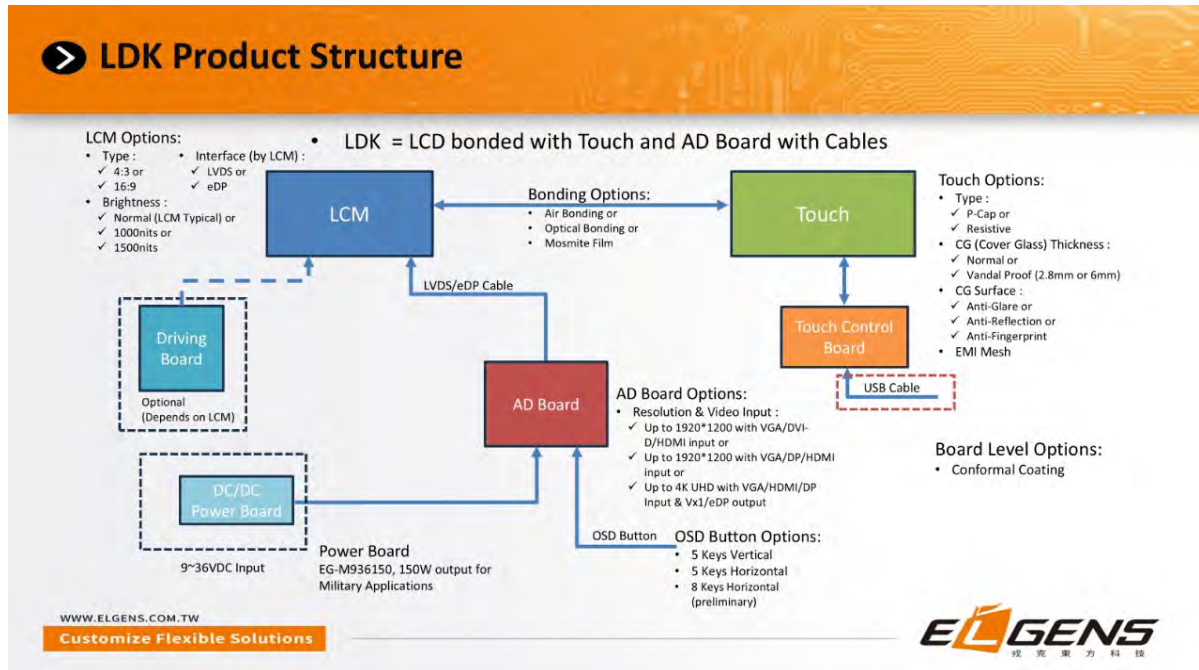 LDK Product Structure
• LDK = LCD bonded with Touch and AD Board with Cables
LCM Options:
• Type :
✓ 4:3 or
✓ 16:9
• Interface (by LCM) :
✓ LVDS or
✓ eDP
• Brightness :
✓ Normal (LCM Typical) or
✓ 1000nits or
✓ 1500nits
LCM
Bonding Options:
• Air Bonding or
• Optical Bonding or
• Mosmite Film
Touch
Touch Options:
• Type :
✓ P-Cap or
✓ Resistive
• CG (Cover Glass) Thickness :
✓ Normal or
✓ Vandal Proof (2.8mm or 6mm)
• CG Surface :
✓ Anti-Glare or
✓ Anti-Reflection or
✓ Anti-Fingerprint
• EMI Mesh
LVDS/eDP Cable
Driving
Board
Optional
(Depends on LCM)
Touch Control
Board
USB Cable
AD Board
AD Board Options:
• Resolution & Video Input :
✓ Up to 1920*1200 with VGA/DVI-
D/HDMI input or
✓ Up to 1920*1200 with VGA/DP/HDMI
input or
✓ Up to 4K UHD with VGA/HDMI/DP
Input & Vx1/eDP output
Board Level Options:
• Conformal Coating
DC/DC
Power Board
9~36VDC Input
Power Board
EG-M936150, 150W output for
Military Applications
OSD Button
OSD Button Options:
• 5 Keys Vertical
• 5 Keys Horizontal
• 8 Keys Horizontal
(preliminary)
WWW.ELGENS.COM.TW
Customize Flexible Solutions
ELGENS
戎克東方科技